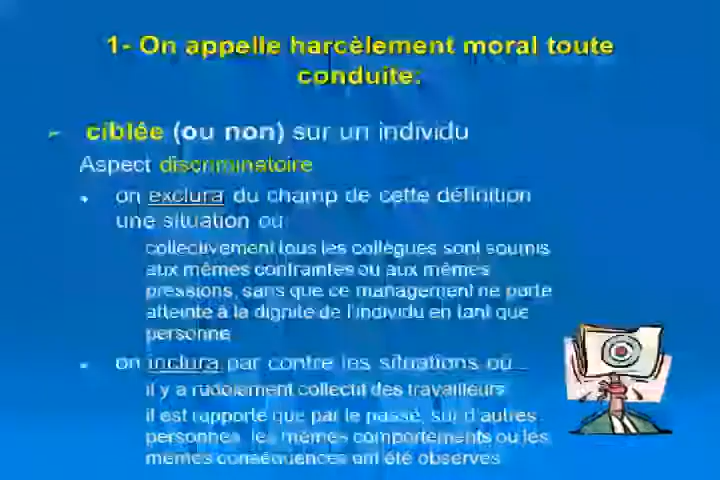 1- On appelle harcèlement moral toute
conduite:
ciblée (ou non) sur un individu
Aspect discriminatoire
on exclura du champ de cette définition
une situation où
collectivement tous les collègues sont soumis
aux mêmes contraintes ou aux mêmes
pressions, sans que ce management ne porte
atteinte à la dignité de l'individu en tant que
personne
on inclura par contre les situations où...
il y a rudoiement collectif des travailleurs
il est rapporté que par le passé, sur d'autres
personnes, les mêmes comportements ou les
mêmes conséquences ont été observés